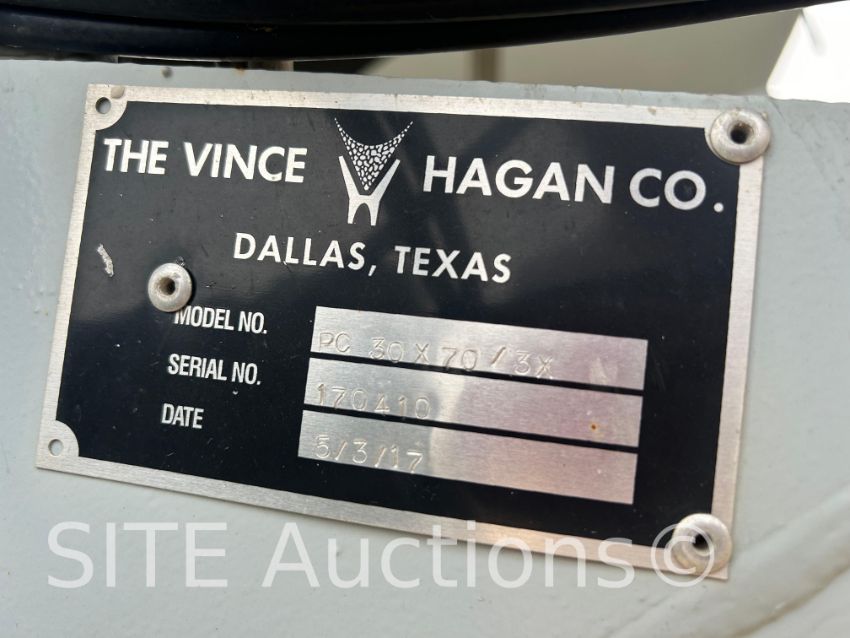 THE VINCE HAGAN CO.
DALLAS, TEXAS
MODEL NO. PC 30 X 70 / 3X
SERIAL NO. 170410
DATE 5/3/17
SITE Auctions©